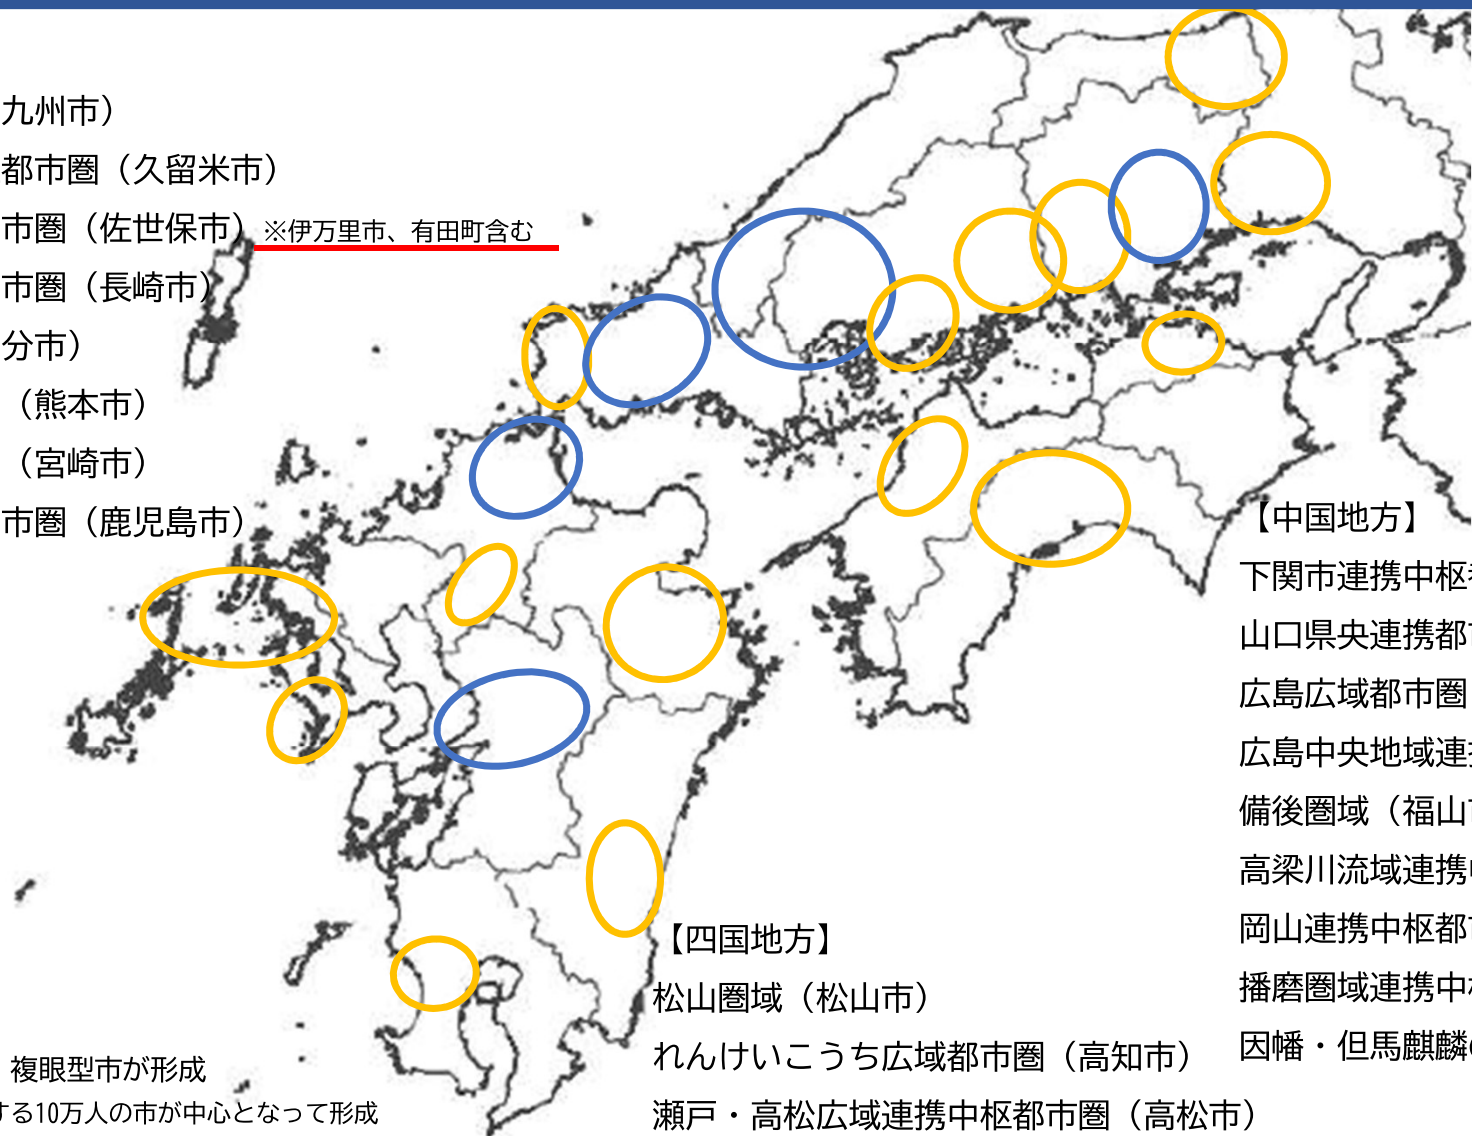 九州市）
都市圏（久留米市）
市圏（佐世保市）※伊万里市、有田町含む
市圏（長崎市）
分市）
（熊本市）
（宮崎市）
市圏（鹿児島市）
複眼型市が形成
する10万人の市が中心となって形成
【四国地方】
松山圏域（松山市）
れんけいこうち広域都市圏（高知市）
瀬戸・高松広域連携中枢都市圏（高松市）
【中国地方】
下関市連携中枢
山口県央連携都
広島広域都市圏
広島中央地域連
備後圏域（福山
高梁川流域連携
岡山連携中枢都
播磨圏域連携中
因幡・但馬麒麟